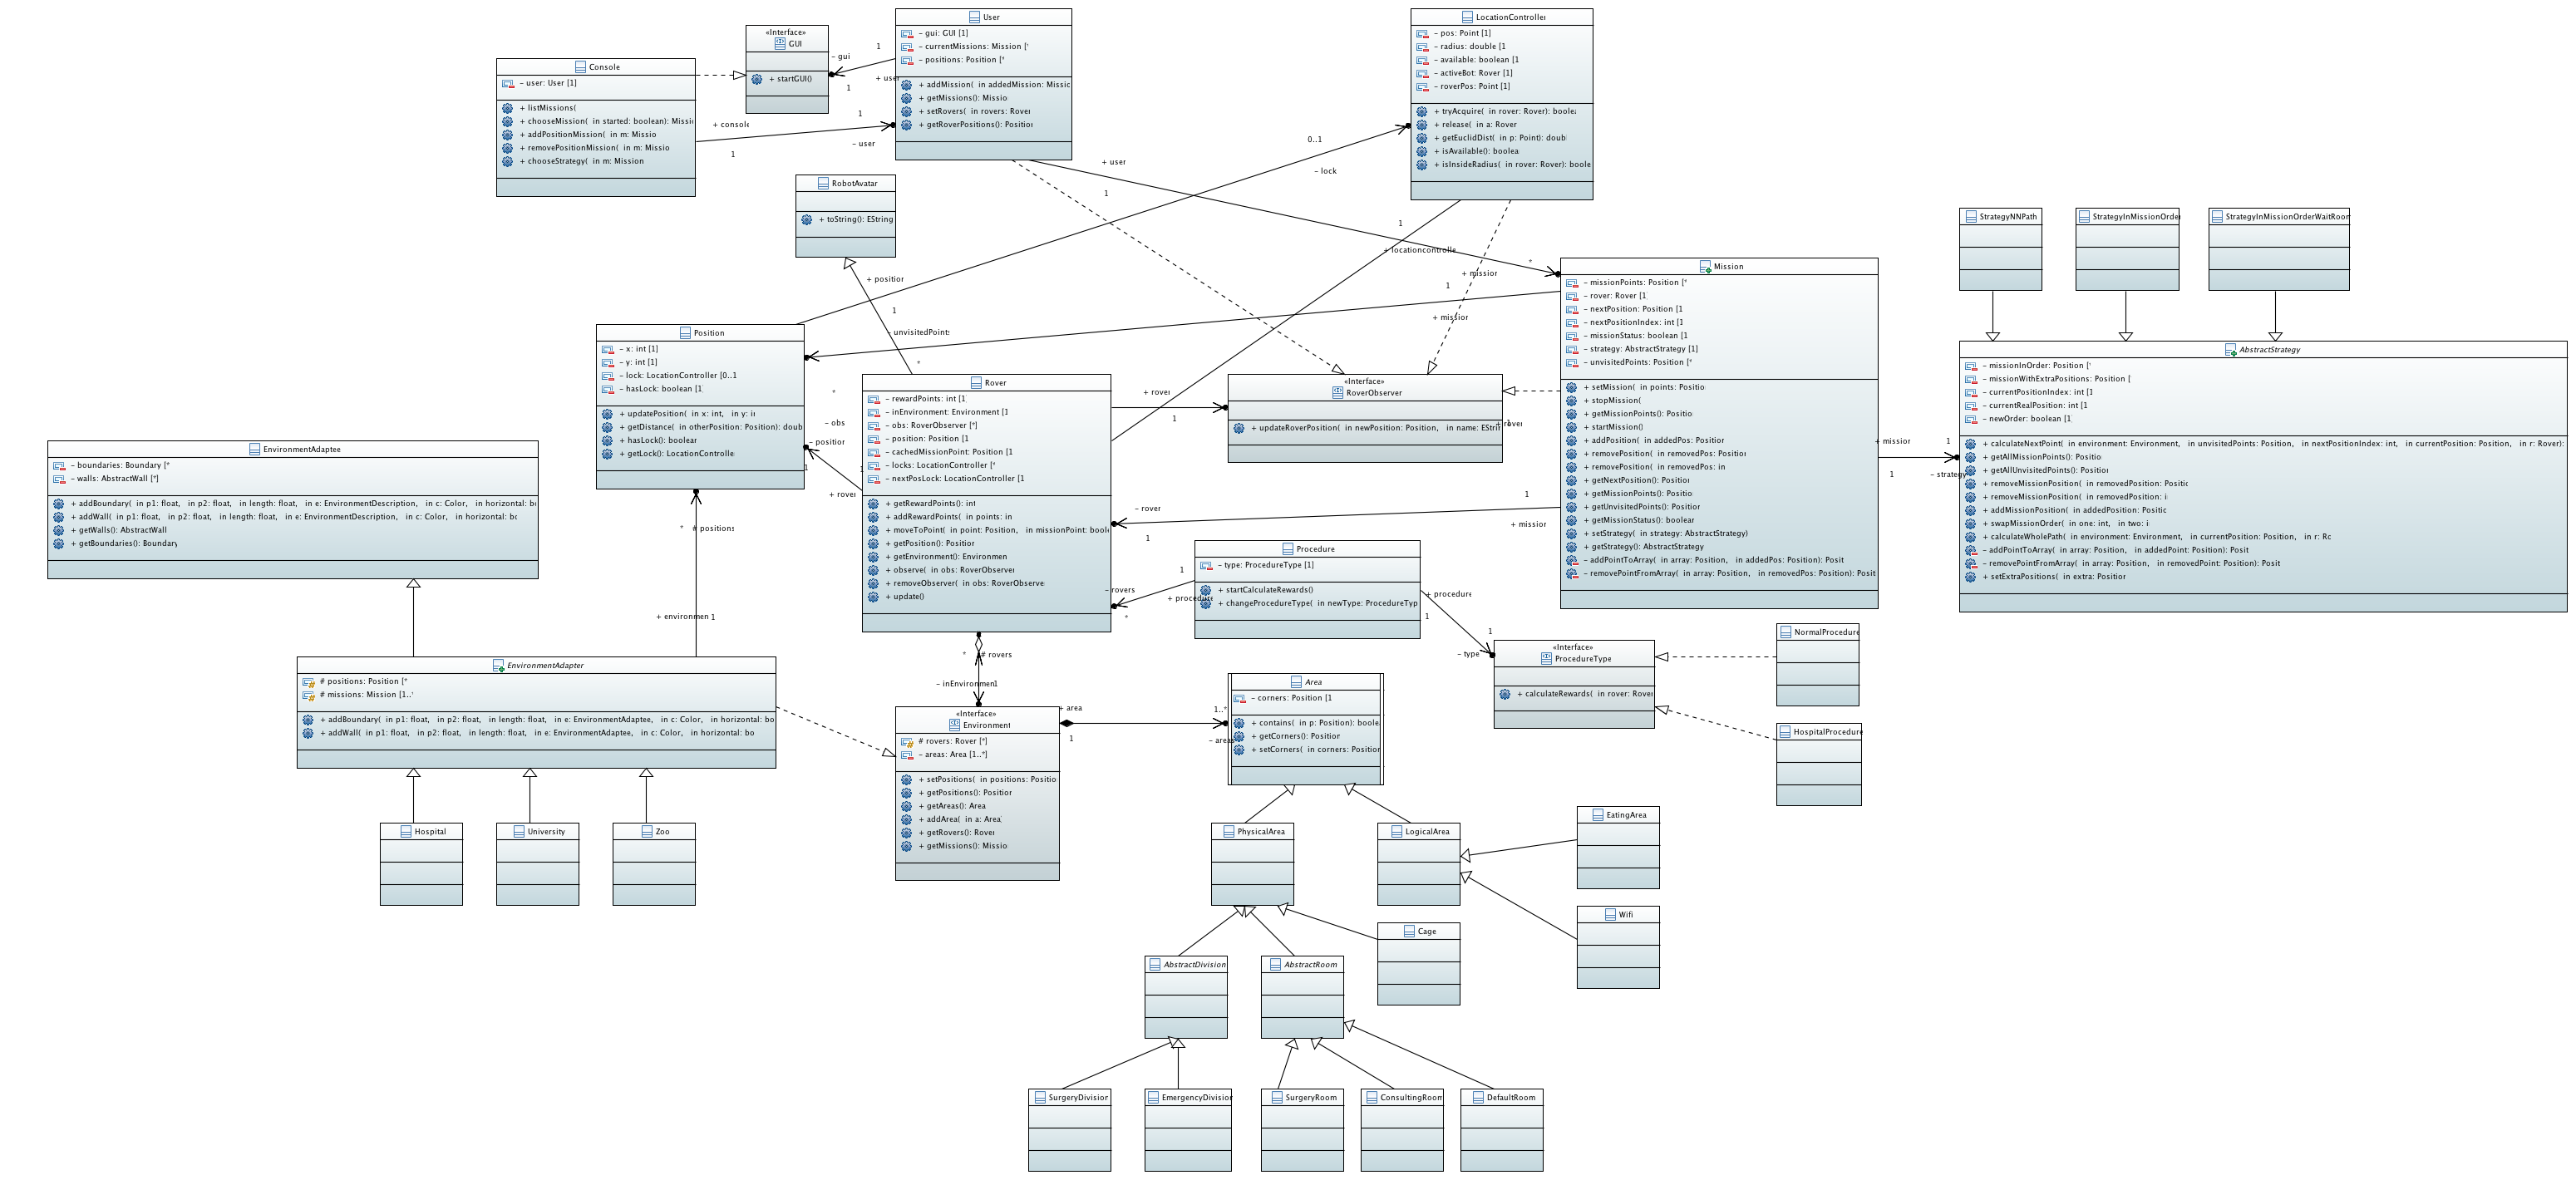 User
- gui: GUI [1]
- currentMissions: Mission [*
- positions: Position [*
+ addMission( in addedMission: Missic
+ getMissions(): Missio
+ setRovers( in rovers: Rover
+ getRoverPositions(): Position
LocationController
- pos: Point [1]
- radius: double [1
- available: boolean [1
- activeBot: Rover [1]
- roverPos: Point [1]
+ tryAcquire( in rover: Rover): boolea
+ release( in a: Rover
+ getEuclidDist( in p: Point): doub
+ isAvailable(): boolea
+ isInsideRadius( in rover: Rover): boole
«Interface»
GUI
+ startGUI()
- gui
1
+ user
1
Console
- user: User [1]
+ listMissions(
+ chooseMission( in started: boolean): Missio
+ addPositionMission( in m: Missio
+ removePositionMission( in m: Missio
+ chooseStrategy( in m: Mission
+ console
1
1
- user
RobotAvatar
+ toString(): EString
+ user
1
0..1
- lock
1
+ locationcontrolle
+ mission
*
1
+ mission
+ position
1
- unvisitedPoints
*
StrategyNNPath
StrategyInMissionOrder
StrategyInMissionOrderWaitRoom
Mission
- missionPoints: Position [*
- rover: Rover [1
- nextPosition: Position [1
- nextPositionIndex: int [1
- missionStatus: boolean [1
- strategy: AbstractStrategy [1]
- unvisitedPoints: Position [*
+ setMission( in points: Positio
+ stopMission(
+ getMissionPoints(): Positio
+ startMission()
+ addPosition( in addedPos: Position
+ removePosition( in removedPos: Position
+ removePosition( in removedPos: in
+ getNextPosition(): Position
+ getMissionPoints(): Positio
+ getUnvisitedPoints(): Position
+ getMissionStatus(): boolean
+ setStrategy( in strategy: AbstractStrategy)
+ getStrategy(): AbstractStrategy
- addPointToArray( in array: Position, in addedPos: Position): Posit
- removePointFromArray( in array: Position, in removedPos: Position): Posit
AbstractStrategy
- missionInOrder: Position [*
- missionWithExtraPositions: Position [
- currentPositionIndex: int [1
- currentRealPosition: int [1
- newOrder: boolean [1
+ calculateNextPoint( in environment: Environment, in unvisitedPoints: Position, in nextPositionIndex: int, in currentPosition: Position, in r: Rover):
+ getAllMissionPoints(): Positio
+ getAllUnvisitedPoints(): Position
+ removeMissionPosition( in removedPosition: Positic
+ removeMissionPosition( in removedPosition: i
+ addMissionPosition( in addedPosition: Positic
+ swapMissionOrder( in one: int, in two: i
+ calculateWholePath( in environment: Environment, in currentPosition: Position, in r: Rc
- addPointToArray( in array: Position, in addedPoint: Position): Posit
- removePointFromArray( in array: Position, in removedPoint: Position): Posit
+ setExtraPositions( in extra: Position
+ mission
1
1
- strategy
Position
- x: int [1]
- y: int [1]
- lock: LocationController [0..1
- hasLock: boolean [1
+ updatePosition( in x: int, in y: in
+ getDistance( in otherPosition: Position): doub
+ hasLock(): boolean
+ getLock(): LocationControlle
*
- obs
- position
1
1
+ rover
Rover
- rewardPoints: int [1
- inEnvironment: Environment [1
- obs: RoverObserver [*]
- position: Position [1
- cachedMissionPoint: Position [1
- locks: LocationController [*
- nextPosLock: LocationController [1
+ getRewardPoints(): int
+ addRewardPoints( in points: in
+ moveToPoint( in point: Position, in missionPoint: boole
+ getPosition(): Position
+ getEnvironment(): Environmen
+ observe( in obs: RoverObserver
+ removeObserver( in obs: RoverObserve
+ update()
+ rover
1
«Interface»
RoverObserver
+ updateRoverPosition( in newPosition: Position, in name: EStrin
+ rover
- rover
1
1
+ mission
EnvironmentAdaptee
- boundaries: Boundary [*
- walls: AbstractWall [*]
+ addBoundary( in p1: float, in p2: float, in length: float, in e: EnvironmentDescription, in c: Color, in horizontal: bo
+ addWall( in p1: float, in p2: float, in length: float, in e: EnvironmentDescription, in c: Color, in horizontal: bc
+ getWalls(): AbstractWall
+ getBoundaries(): Boundary
* # positions
+ environmen 1
Procedure
- type: ProcedureType [1]
+ startCalculateRewards()
+ changeProcedureType( in newType: ProcedureTyp
1
- rovers
+ procedure
*
+ procedure
1
1
- type
«Interface»
ProcedureType
+ calculateRewards( in rover: Rover
NormalProcedure
HospitalProcedure
EnvironmentAdapter
# positions: Position [*
# missions: Mission [1..*
+ addBoundary( in p1: float, in p2: float, in length: float, in e: EnvironmentAdaptee, in c: Color, in horizontal: bo
+ addWall( in p1: float, in p2: float, in length: float, in e: EnvironmentAdaptee, in c: Color, in horizontal: bo
* # rovers
- inEnvironment 1
«Interface»
Environment
# rovers: Rover [*]
- areas: Area [1..*]
+ setPositions( in positions: Positio
+ getPositions(): Position
+ getAreas(): Area
+ addArea( in a: Area
+ getRovers(): Rover
+ getMissions(): Missio
+ area
1
1..*
- areas
Area
- corners: Position [1
+ contains( in p: Position): boole
+ getCorners(): Position
+ setCorners( in corners: Position
Hospital
University
Zoo
PhysicalArea
LogicalArea
EatingArea
Wifi
Cage
AbstractDivision
AbstractRoom
SurgeryDivision
EmergencyDivision
SurgeryRoom
ConsultingRoom
DefaultRoom